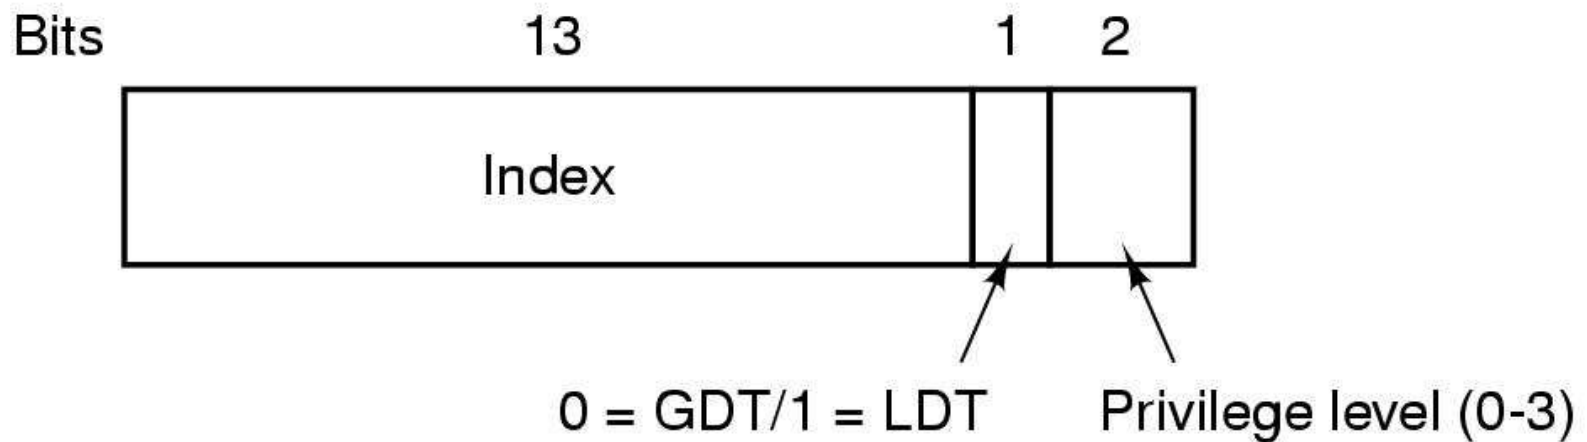 Bits 13 1 2
Index
0 = GDT/1 = LDT Privilege level (0-3)